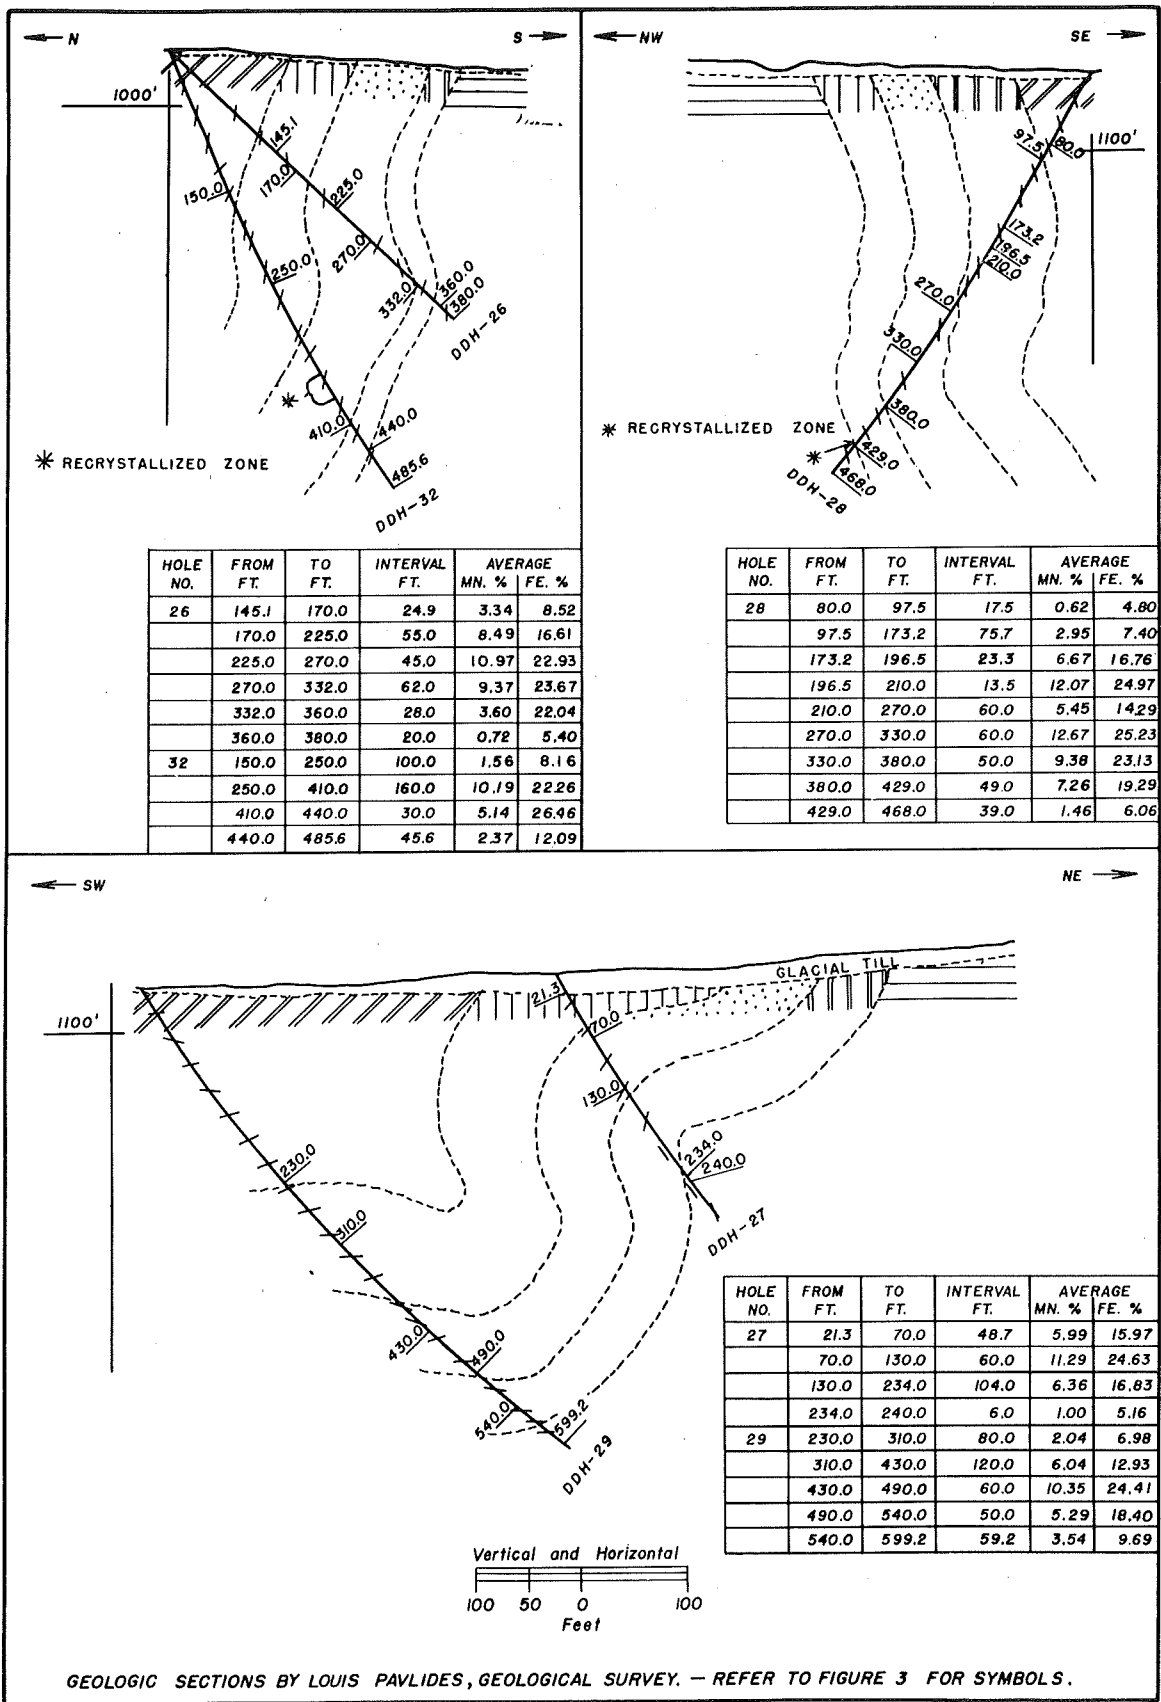 N
S
1000'
145.1
150.0
170.0
225.0
250.0
270.0
332.0
360.0
380.0
DDH-26
410.0
440.0
485.6
DDH-32
* RECRYSTALLIZED ZONE
HOLE NO. FROM FT. TO FT. INTERVAL FT. AVERAGE MN. % FE. %
26 145.1 170.0 24.9 3.34 8.52
170.0 225.0 55.0 8.49 16.61
225.0 270.0 45.0 10.97 22.93
270.0 332.0 62.0 9.37 23.67
332.0 360.0 28.0 3.60 22.04
360.0 380.0 20.0 0.72 5.40
32 150.0 250.0 100.0 1.56 8.16
250.0 410.0 160.0 10.19 22.26
410.0 440.0 30.0 5.14 26.46
440.0 485.6 45.6 2.37 12.09
NW
SE
1100'
97.5
80.0
173.2
196.5
210.0
270.0
330.0
380.0
429.0
468.0
DDH-28
* RECRYSTALLIZED ZONE
HOLE NO. FROM FT. TO FT. INTERVAL FT. AVERAGE MN. % FE. %
28 80.0 97.5 17.5 0.62 4.80
97.5 173.2 75.7 2.95 7.40
173.2 196.5 23.3 6.67 16.76
196.5 210.0 13.5 12.07 24.97
210.0 270.0 60.0 5.45 14.29
270.0 330.0 60.0 12.67 25.23
330.0 380.0 50.0 9.38 23.13
380.0 429.0 49.0 7.26 19.29
429.0 468.0 39.0 1.46 6.06
SW
NE
GLACIAL TILL
1100'
21.3
70.0
130.0
234.0
240.0
DDH-27
230.0
310.0
430.0
490.0
540.0
599.2
DDH-29
HOLE NO. FROM FT. TO FT. INTERVAL FT. AVERAGE MN. % FE. %
27 21.3 70.0 48.7 5.99 15.97
70.0 130.0 60.0 11.29 24.63
130.0 234.0 104.0 6.36 16.83
234.0 240.0 6.0 1.00 5.16
29 230.0 310.0 80.0 2.04 6.98
310.0 430.0 120.0 6.04 12.93
430.0 490.0 60.0 10.35 24.41
490.0 540.0 50.0 5.29 18.40
540.0 599.2 59.2 3.54 9.69
Vertical and Horizontal
100 50 0 100
Feet
GEOLOGIC SECTIONS BY LOUIS PAVLIDES, GEOLOGICAL SURVEY. — REFER TO FIGURE 3 FOR SYMBOLS.